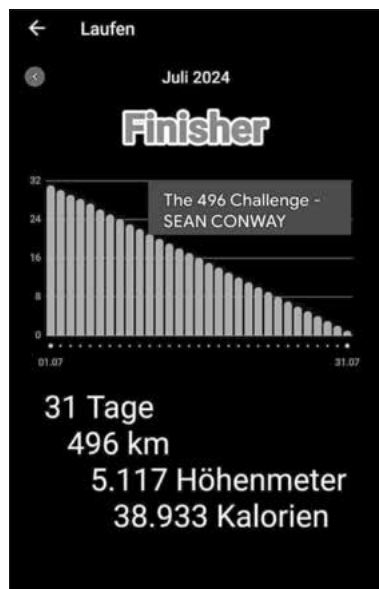 Laufen
Juli 2024
Finisher
The 496 Challenge -
SEAN CONWAY
32
24
16
8
0
01.07
31.07
31 Tage
496 km
5.117 Höhenmeter
38.933 Kalorien